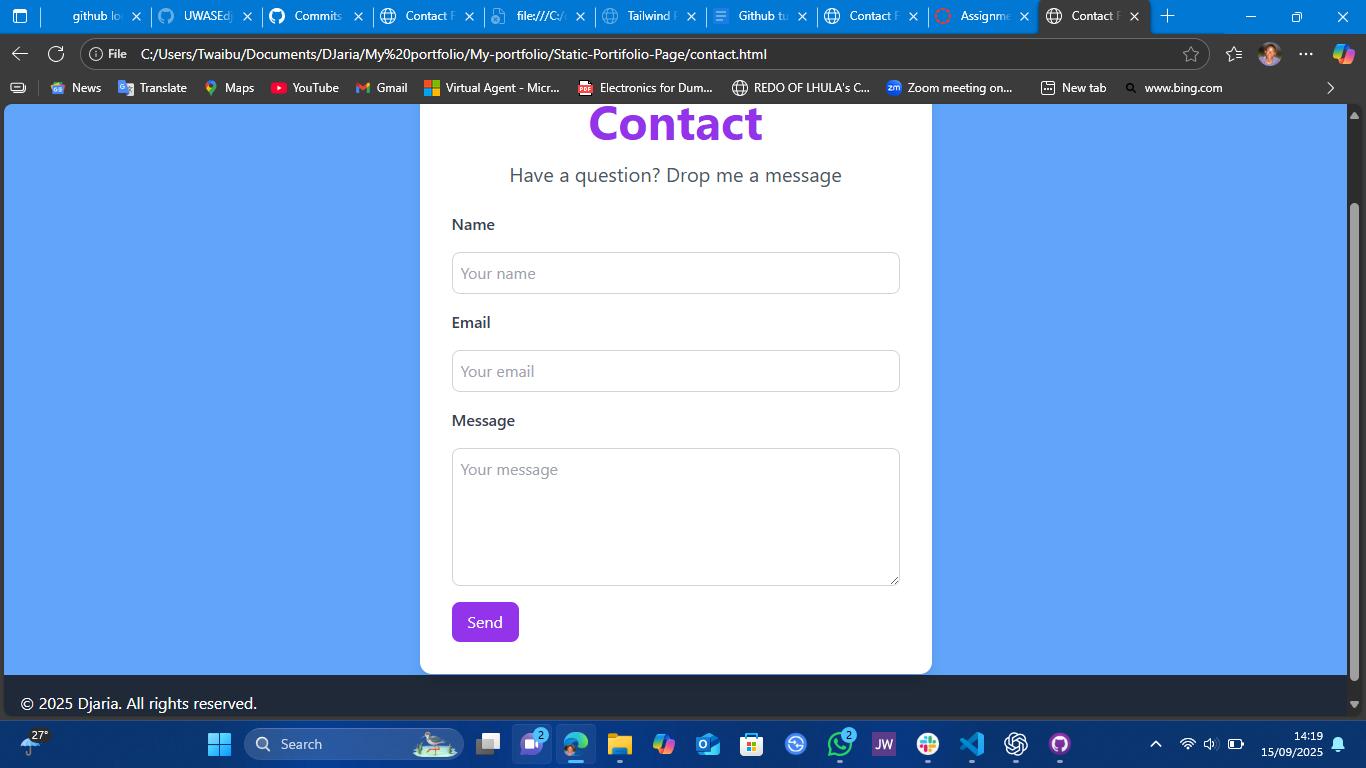 github lo
UWASEdj
Commits
Contact F
file:///C:/
Tailwind F
Github tu
Contact F
Assignme
Contact F
File C:/Users/Twaibu/Documents/DJaria/My%20portfolio/My-portfolio/Static-Portifolio-Page/contact.html
News Translate Maps YouTube Gmail Virtual Agent - Micr... Electronics for Dum... REDO OF LHULA's C... Zoom meeting on... New tab www.bing.com
Contact
Have a question? Drop me a message
Name
Your name
Email
Your email
Message
Your message
Send
© 2025 Djaria. All rights reserved.
27°
Search
2
2
JW
14:19
15/09/2025